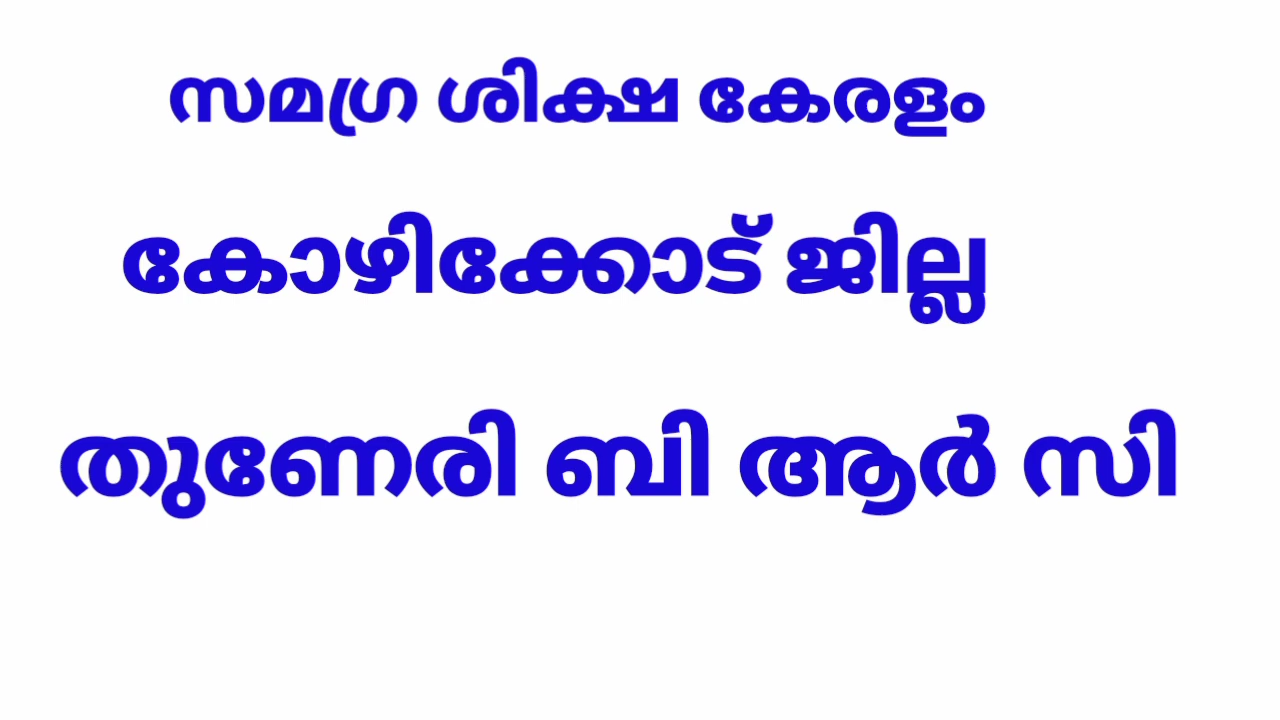 സമഗ്ര ശിക്ഷ കേരളം
കോഴിക്കോട് ജില്ല
തുണേരി ബി ആർ സി